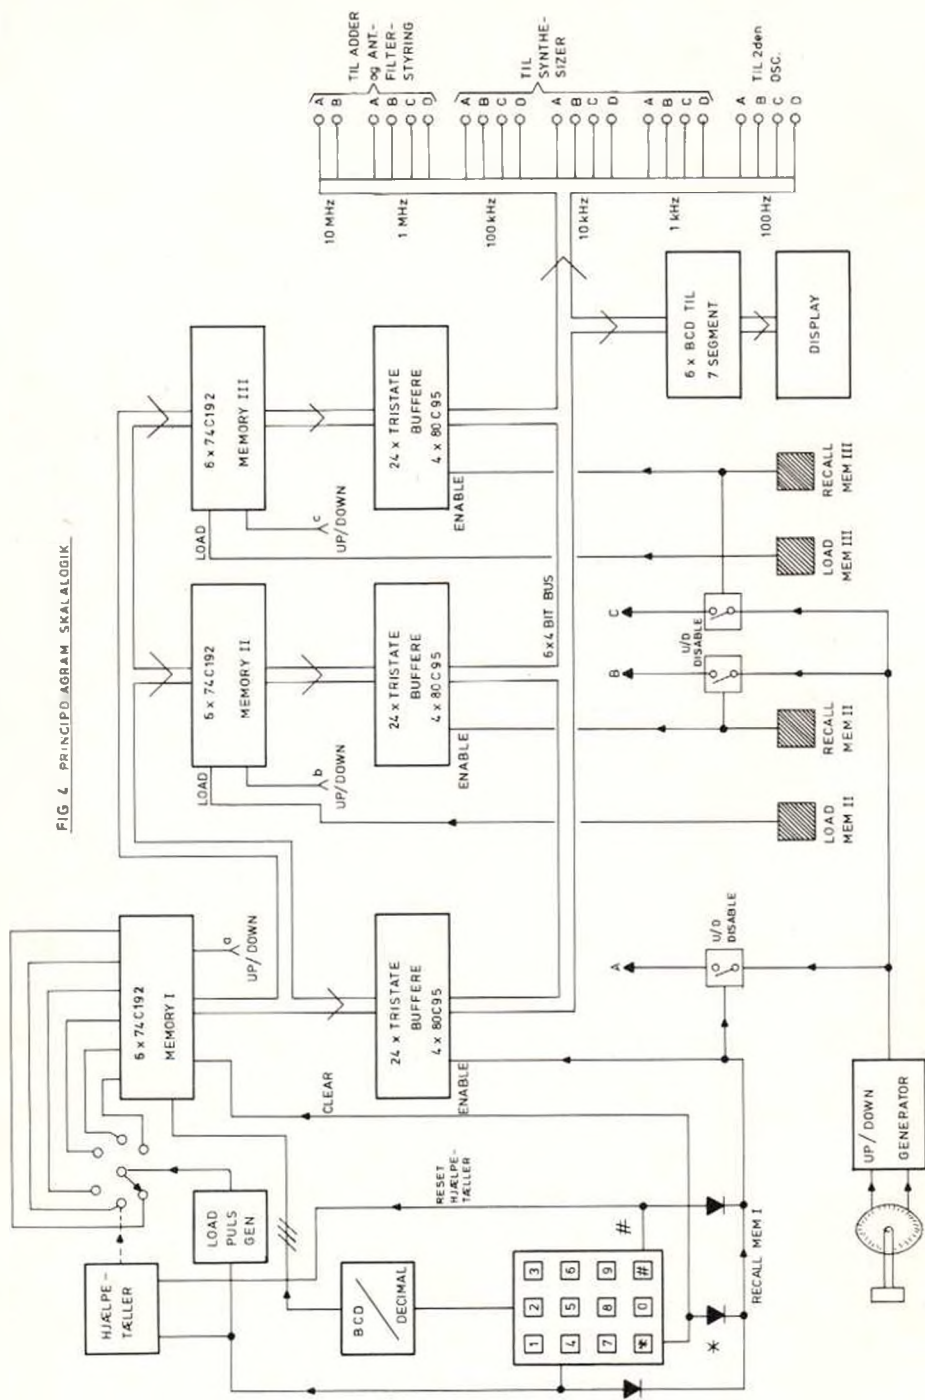 FIG 4 PRINCIPDIAGRAM SKALALOGIK
HJÆLPE-
TÆLLER
LOAD
PULS
GEN
BCD
DECIMAL
1
2
3
4
5
6
7
8
9
*
0
#
#
*
RESET
HJÆLPE-
TÆLLER
RECALL MEM I
CLEAR
6 x 74C192
MEMORY I
a
UP/DOWN
24 x TRISTATE
BUFFERE
4 x 80C95
ENABLE
A
U/D
DISABLE
UP/DOWN
GENERATOR
LOAD
6 x 74C192
MEMORY II
b
UP/DOWN
24 x TRISTATE
BUFFERE
4 x 80C95
ENABLE
LOAD
MEM II
RECALL
MEM II
B
U/D
DISABLE
C
6x4 BIT BUS
LOAD
6 x 74C192
MEMORY III
c
UP/DOWN
24 x TRISTATE
BUFFERE
4 x 80C95
ENABLE
LOAD
MEM III
RECALL
MEM III
6 x BCD TIL
7 SEGMENT
DISPLAY
10 MHz
1 MHz
100 kHz
10 kHz
1 kHz
100 Hz
A
B
A
B
C
D
TIL ADDER
og ANT.-
FILTER-
STYRING
A
B
C
D
A
B
C
D
A
B
C
D
TIL
SYNTHE-
SIZER
A
B
C
D
TIL 2den
OSC.